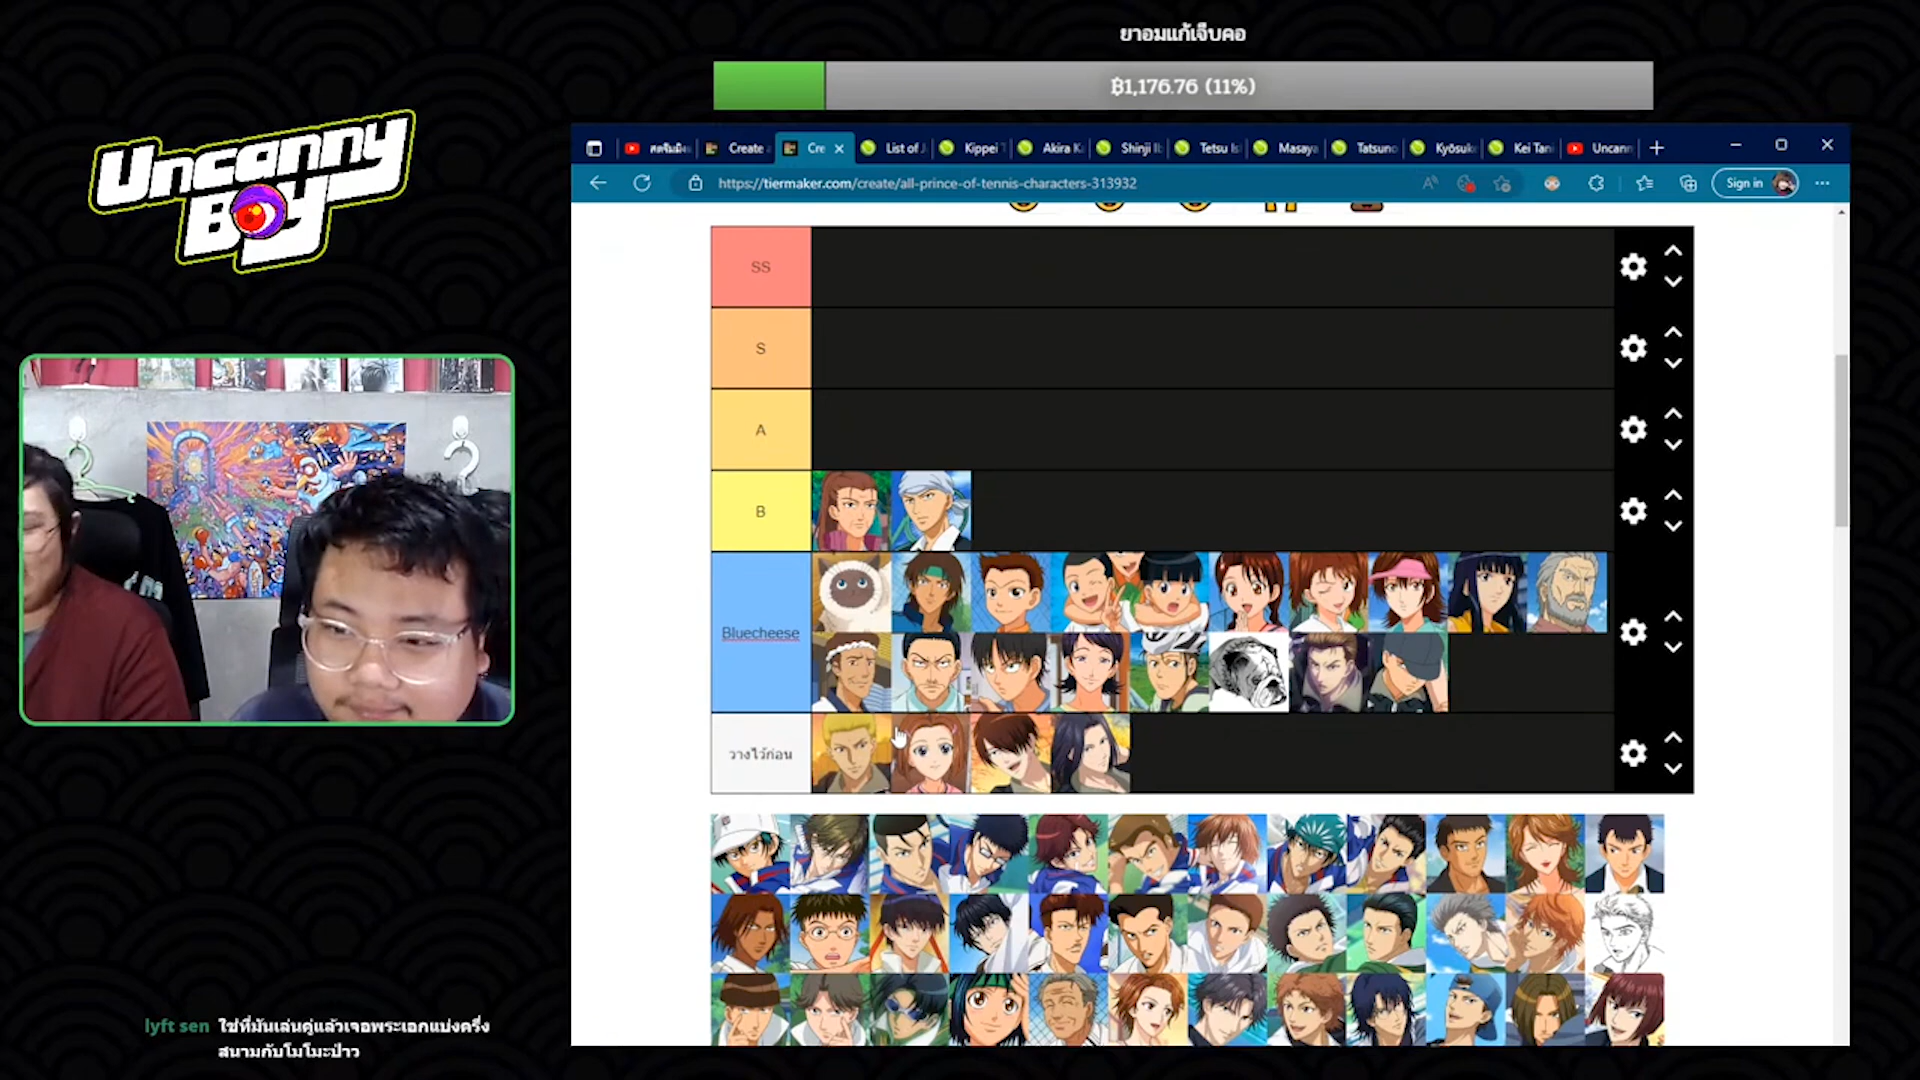 ยาอมแก้เจ็บคอ
฿1,176.76 (11%)
Uncanny
Boy
Create
Cre
List of
Kippei
Akira K
Shinji
Tetsu
Masaya
Tatsuno
Kyōsuk
Kei Tan
Uncann
https://tiermaker.com/create/all-prince-of-tennis-characters-313932
Sign in
SS
S
A
B
Bluecheese
วางไว้ก่อน
lyft sen ใช่ที่มันเล่นคู่แล้วเจอพระเอกแบ่งครึ่ง
สนามกับโมโมะป่าว